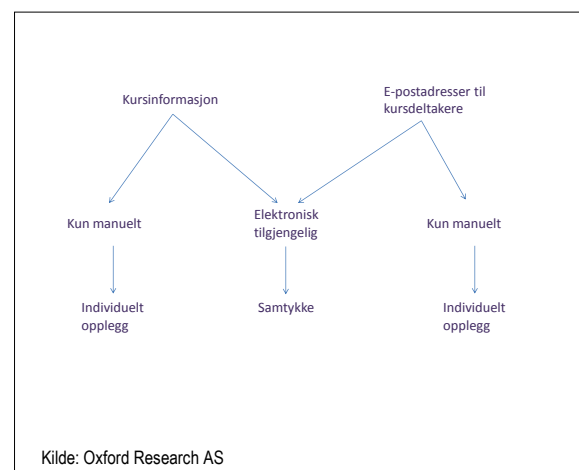 Kursinformasjon
E-postadresser til
kursdeltakere
Kun manuelt
Elektronisk
tilgjengelig
Kun manuelt
Individuelt
opplegg
Samtykke
Individuelt
opplegg
Kilde: Oxford Research AS